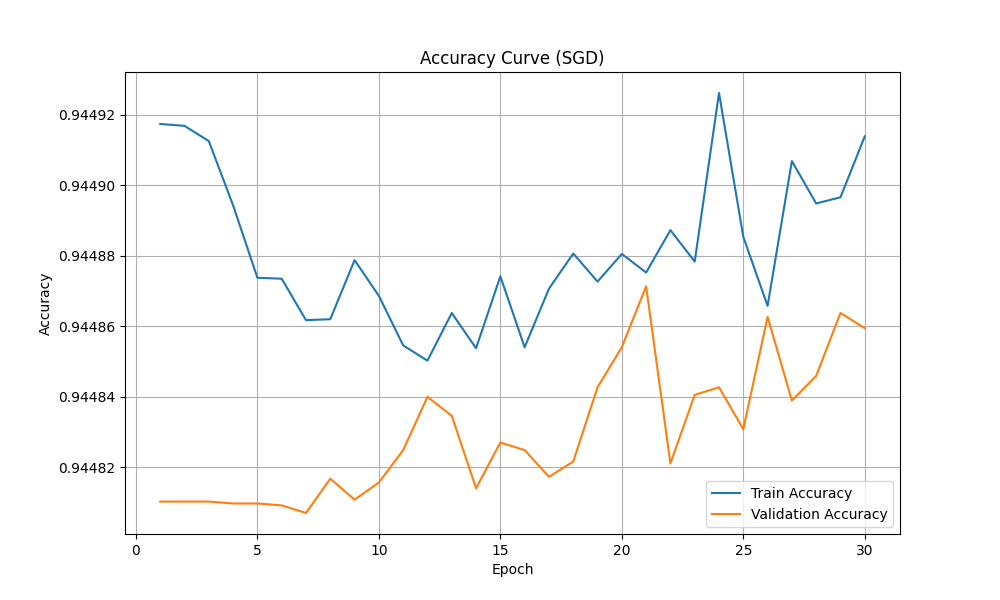 Accuracy Curve (SGD)
Accuracy
0.94492
0.94490
0.94488
0.94486
0.94484
0.94482
0 5 10 15 20 25 30
Epoch
Train Accuracy
Validation Accuracy